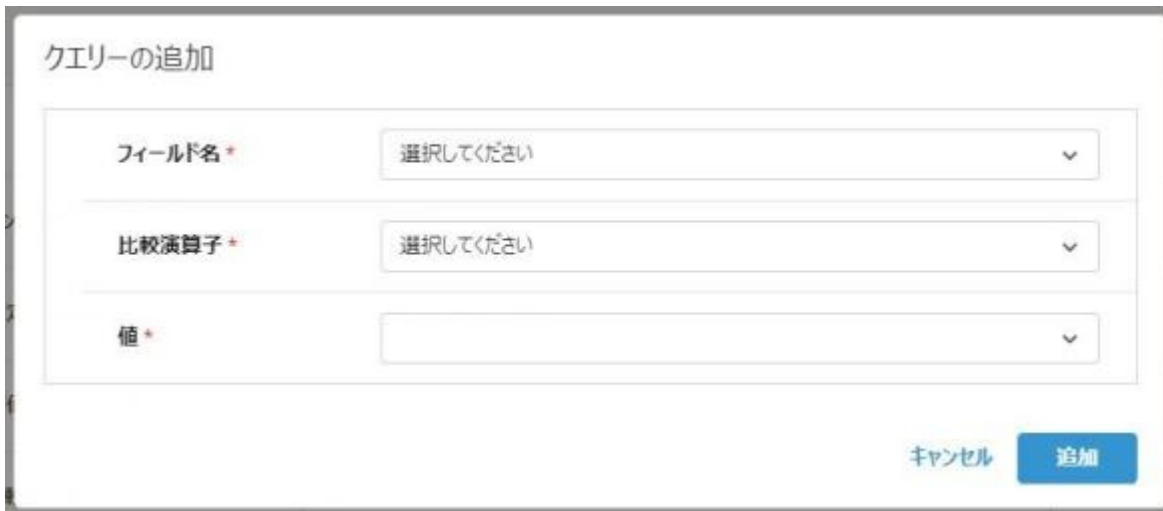 クエリーの追加
フィールド名 *
選択してください
比較演算子 *
選択してください
値 *
キャンセル
追加